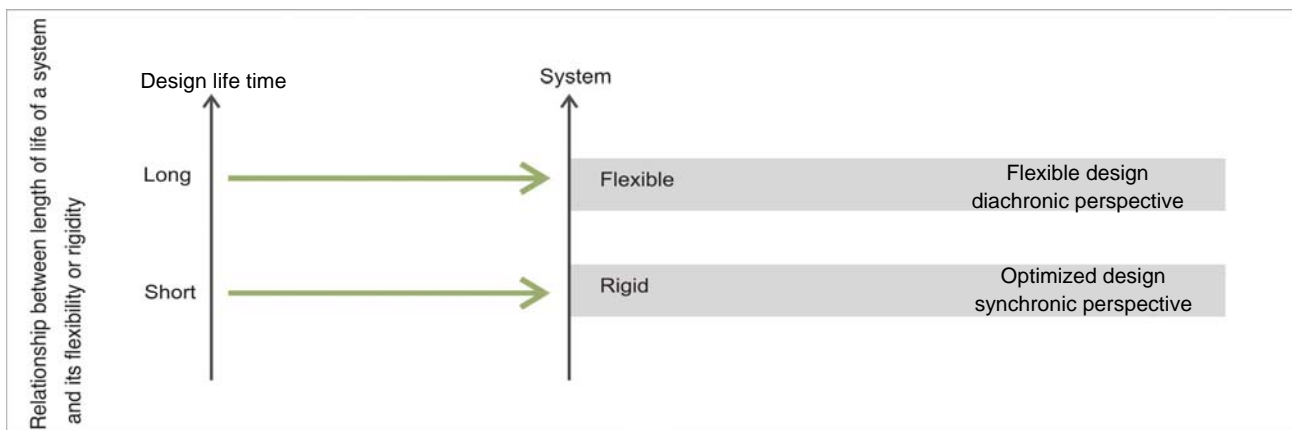 Relationship between length of life of a system
and its flexibility or rigidity
Design life time
System
Long
Flexible
Flexible design
diachronic perspective
Short
Rigid
Optimized design
synchronic perspective